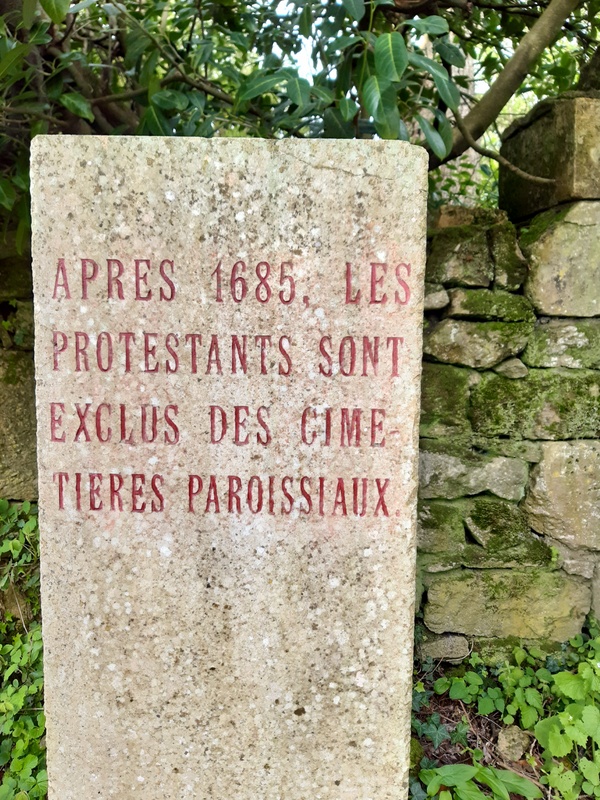 APRES 1685, LES
PROTESTANTS SONT
EXCLUS DES CIME-
TIERES PAROISSIAUX.